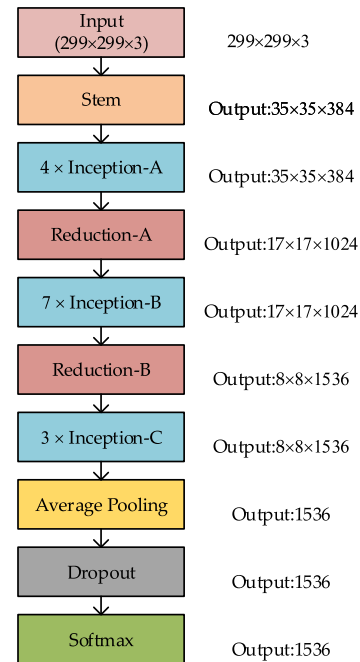 Input
(299×299×3)
299×299×3
Stem
Output:35×35×384
4 × Inception-A
Output:35×35×384
Reduction-A
Output:17×17×1024
7 × Inception-B
Output:17×17×1024
Reduction-B
Output:8×8×1536
3 × Inception-C
Output:8×8×1536
Average Pooling
Output:1536
Dropout
Output:1536
Softmax
Output:1536